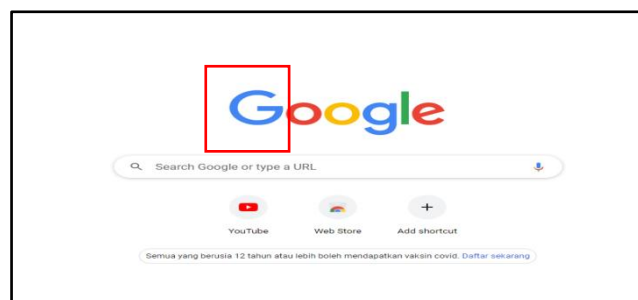 Google
Search Google or type a URL
YouTube Web Store Add shortcut
Semua yang berusia 12 tahun atau lebih boleh mendapatkan vaksin covid. Daftar sekarang